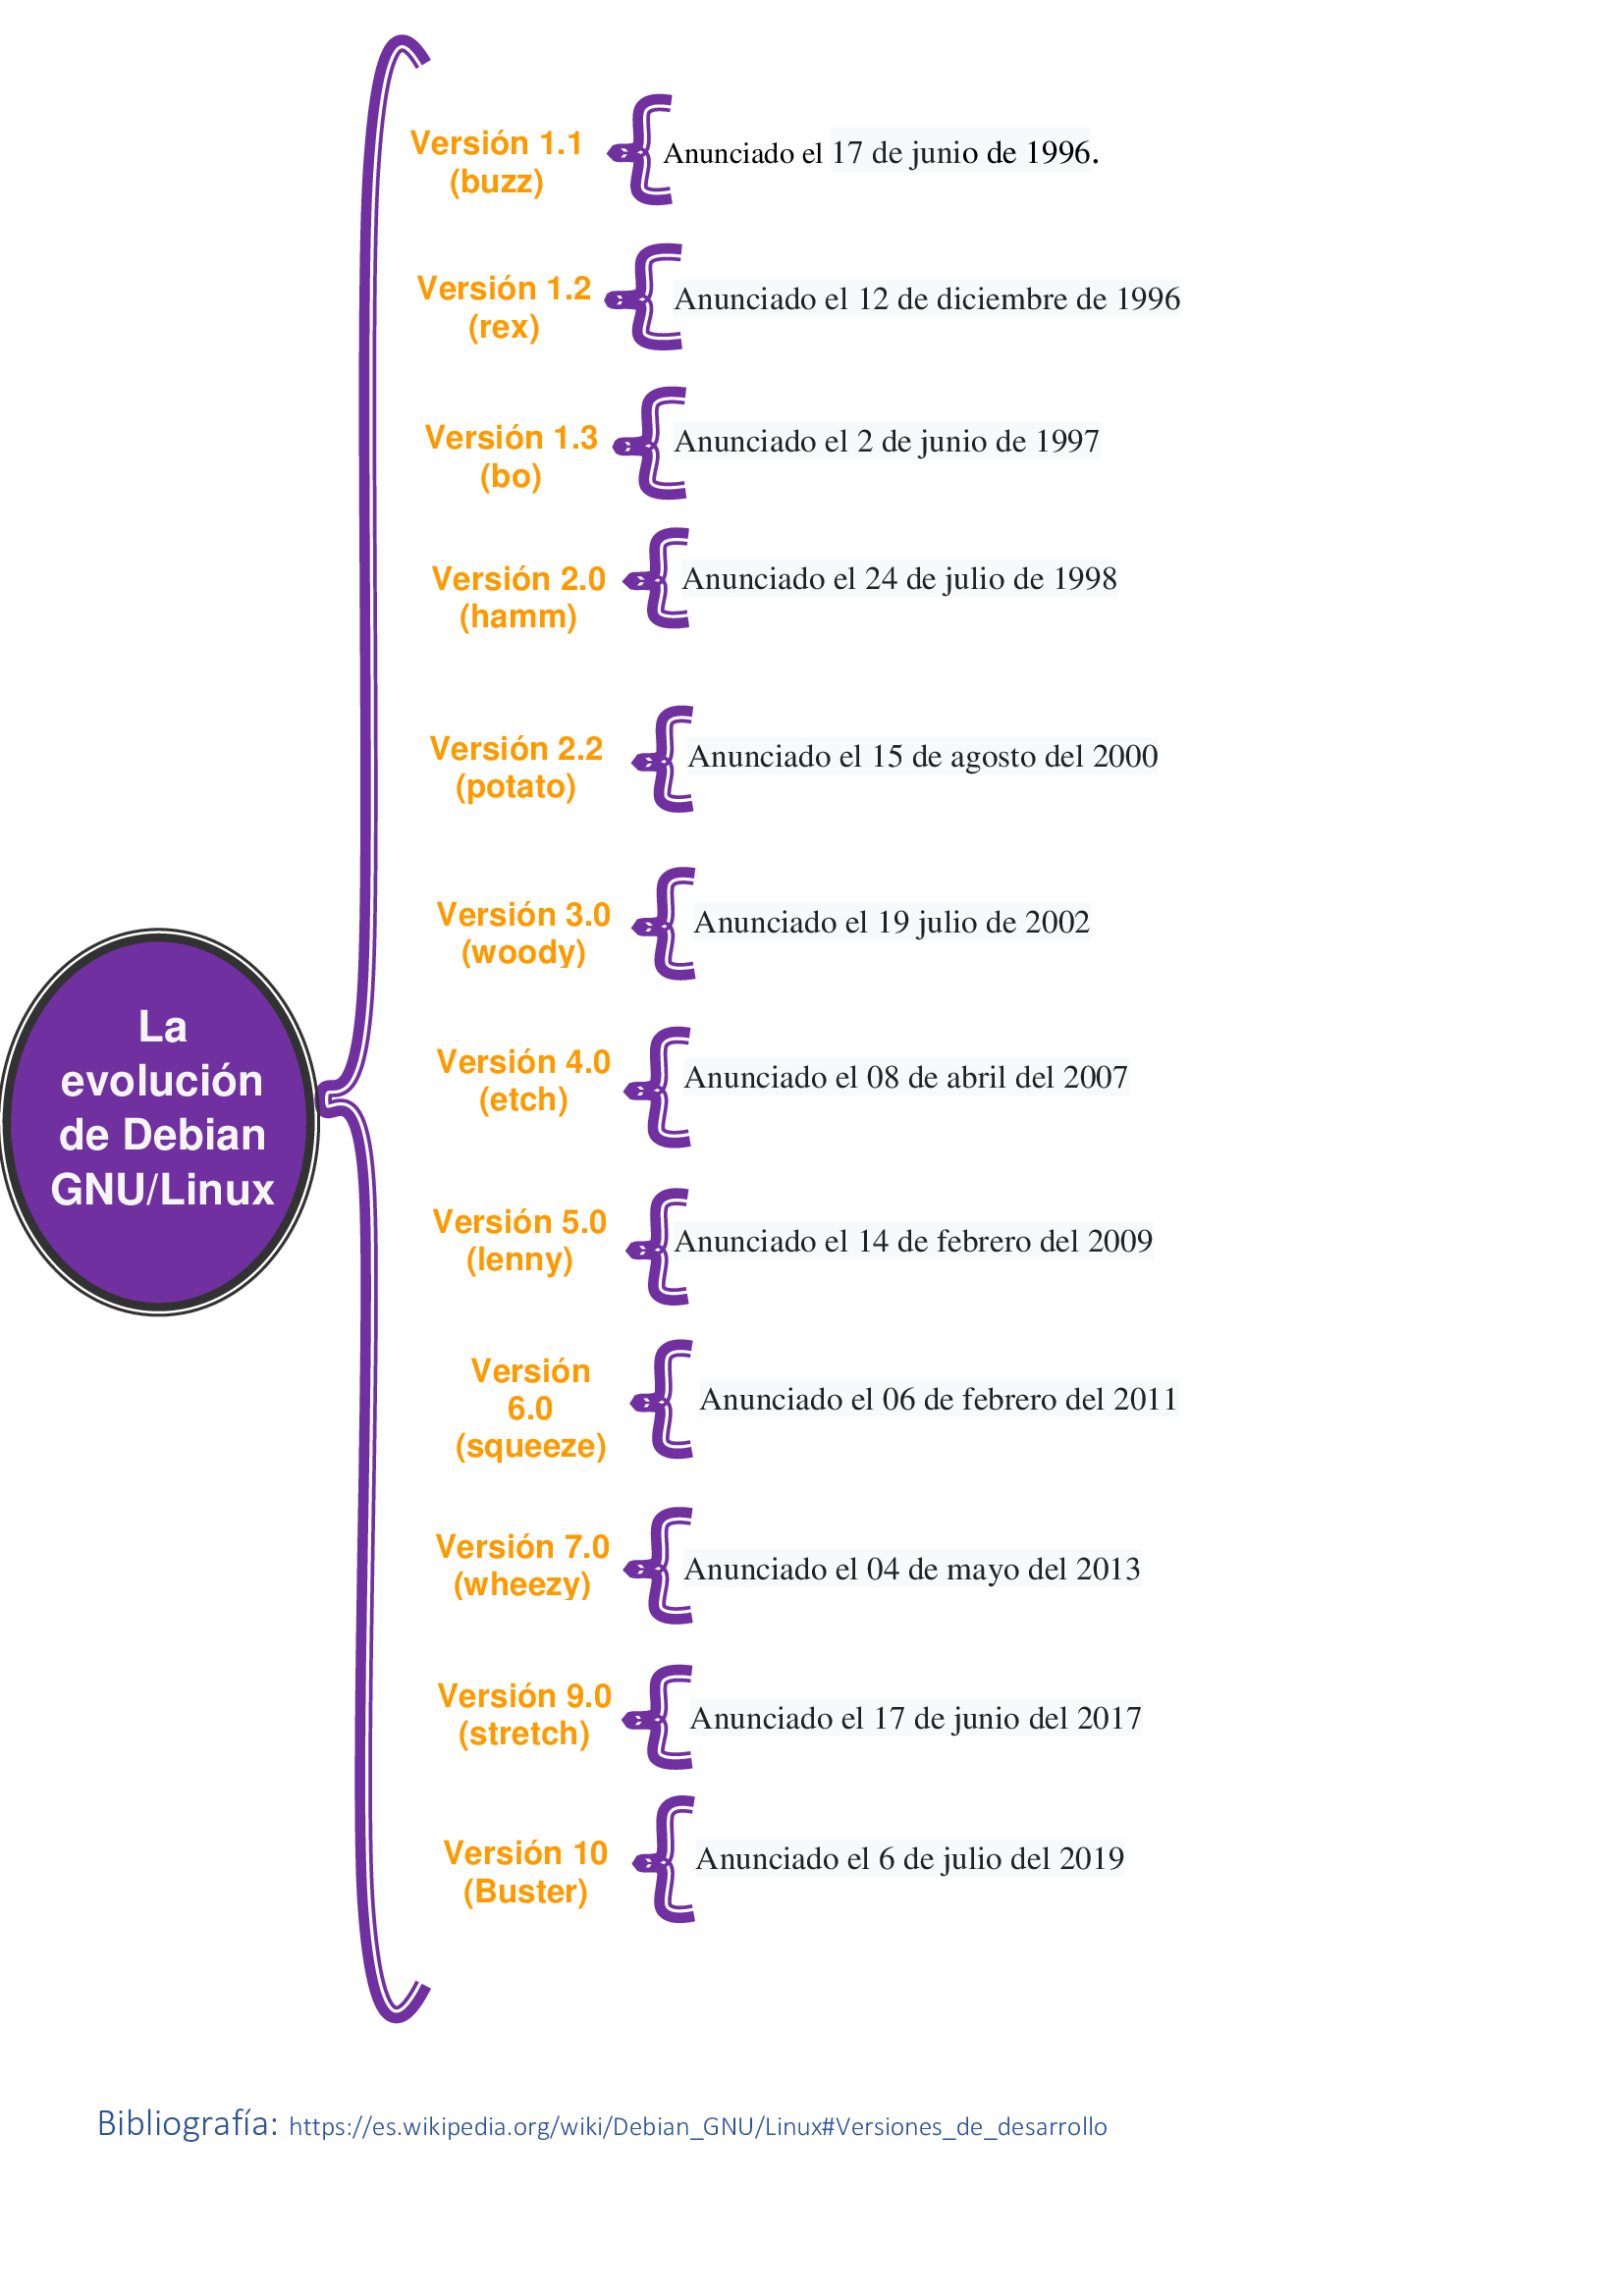 Versión 1.1
(buzz)
Anunciado el 17 de junio de 1996.
Versión 1.2
(rex)
Anunciado el 12 de diciembre de 1996
Versión 1.3
(bo)
Anunciado el 2 de junio de 1997
Versión 2.0
(hamm)
Anunciado el 24 de julio de 1998
Versión 2.2
(potato)
Anunciado el 15 de agosto del 2000
Versión 3.0
(woody)
Anunciado el 19 julio de 2002
La
evolución
de Debian
GNU/Linux
Versión 4.0
(etch)
Anunciado el 08 de abril del 2007
Versión 5.0
(lenny)
Anunciado el 14 de febrero del 2009
Versión
6.0
(squeeze)
Anunciado el 06 de febrero del 2011
Versión 7.0
(wheezy)
Anunciado el 04 de mayo del 2013
Versión 9.0
(stretch)
Anunciado el 17 de junio del 2017
Versión 10
(Buster)
Anunciado el 6 de julio del 2019
Bibliografía: https://es.wikipedia.org/wiki/Debian_GNU/Linux#Versiones_de_desarrollo